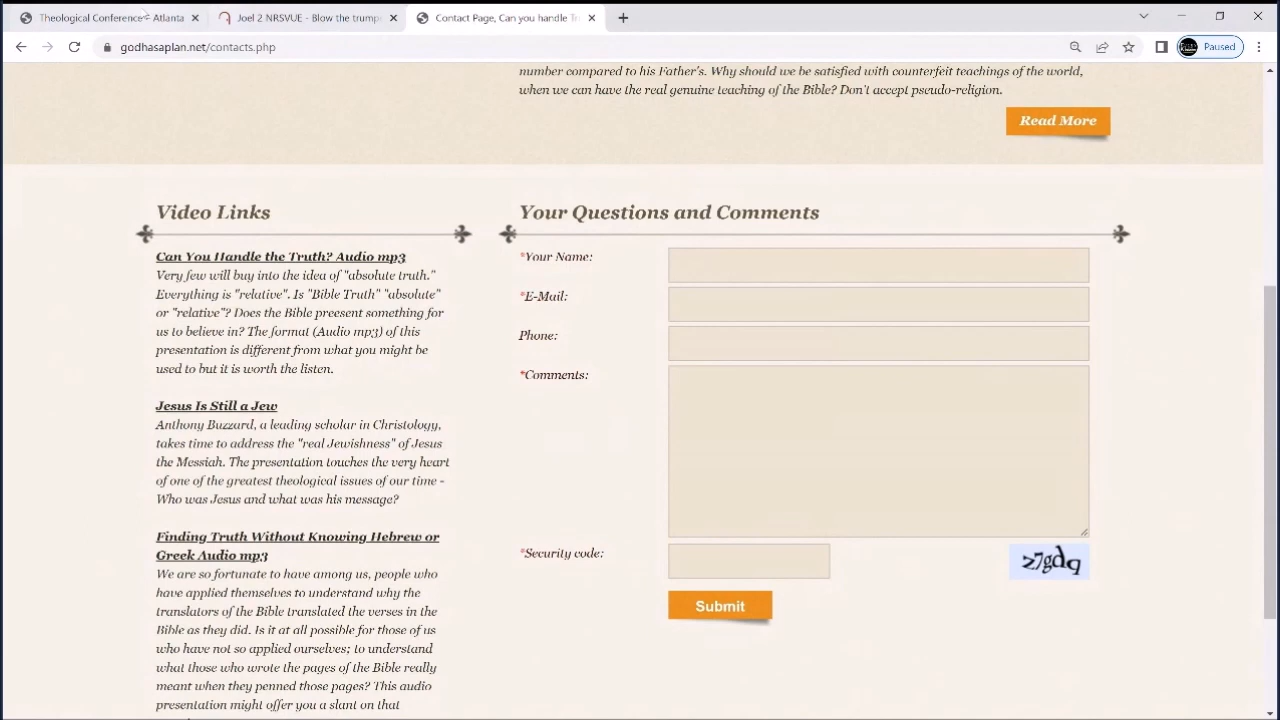 Theological Conference - Atlanta
Joel 2 NRSVUE - Blow the trump
Contact Page, Can you handle Tr
godhasaplan.net/contacts.php
Paused
number compared to his Father's. Why should we be satisfied with counterfeit teachings of the world,
when we can have the real genuine teaching of the Bible? Don't accept pseudo-religion.
Read More
Video Links
Can You Handle the Truth? Audio mp3
Very few will buy into the idea of "absolute truth."
Everything is "relative". Is "Bible Truth" "absolute"
or "relative"? Does the Bible preesent something for
us to believe in? The format (Audio mp3) of this
presentation is different from what you might be
used to but it is worth the listen.
Jesus Is Still a Jew
Anthony Buzzard, a leading scholar in Christology,
takes time to address the "real Jewishness" of Jesus
the Messiah. The presentation touches the very heart
of one of the greatest theological issues of our time -
Who was Jesus and what was his message?
Finding Truth Without Knowing Hebrew or
Greek Audio mp3
We are so fortunate to have among us, people who
have applied themselves to understand why the
translators of the Bible translated the verses in the
Bible as they did. Is it at all possible for those of us
who have not so applied ourselves; to understand
what those who wrote the pages of the Bible really
meant when they penned those pages? This audio
presentation might offer you a slant on that
Your Questions and Comments
*Your Name:
*E-Mail:
Phone:
*Comments:
*Security code:
z7gdq
Submit